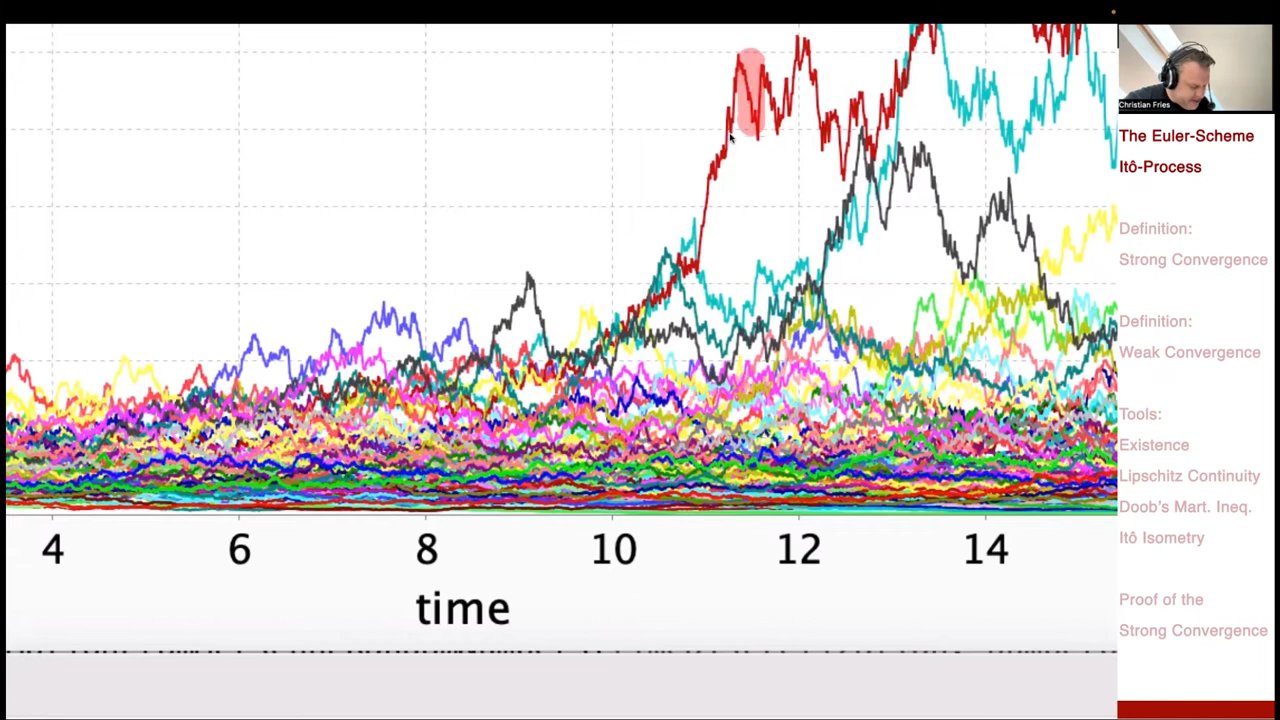 4 6 8 10 12 14
time
Christian Fries
The Euler-Scheme
Itô-Process
Definition:
Strong Convergence
Definition:
Weak Convergence
Tools:
Existence
Lipschitz Continuity
Doob's Mart. Ineq.
Itô Isometry
Proof of the
Strong Convergence